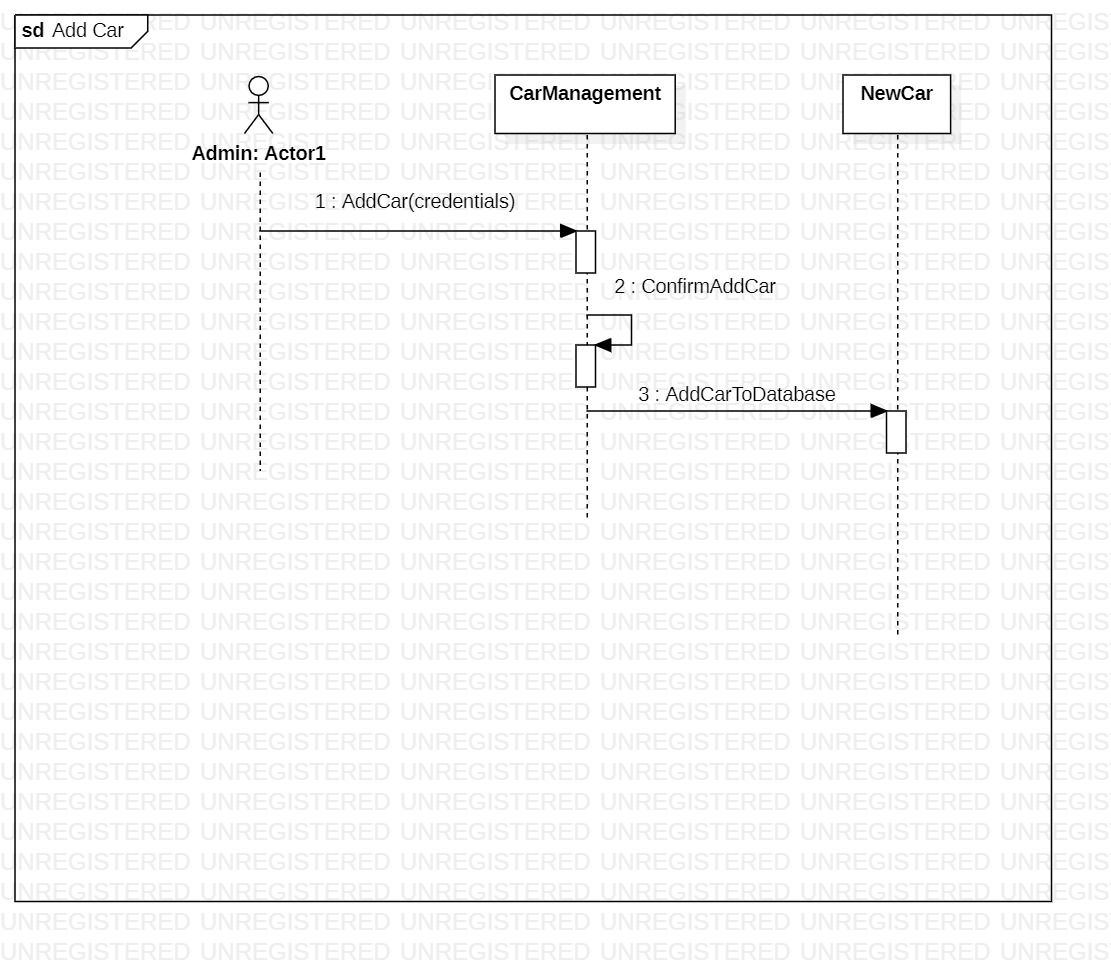 sd Add Car
CarManagement
NewCar
Admin: Actor1
1 : AddCar(credentials)
2 : ConfirmAddCar
3 : AddCarToDatabase
UNREGISTERED UNREGISTERED UNREGISTERED UNREGISTERED UNREGISTERED UNREGIS